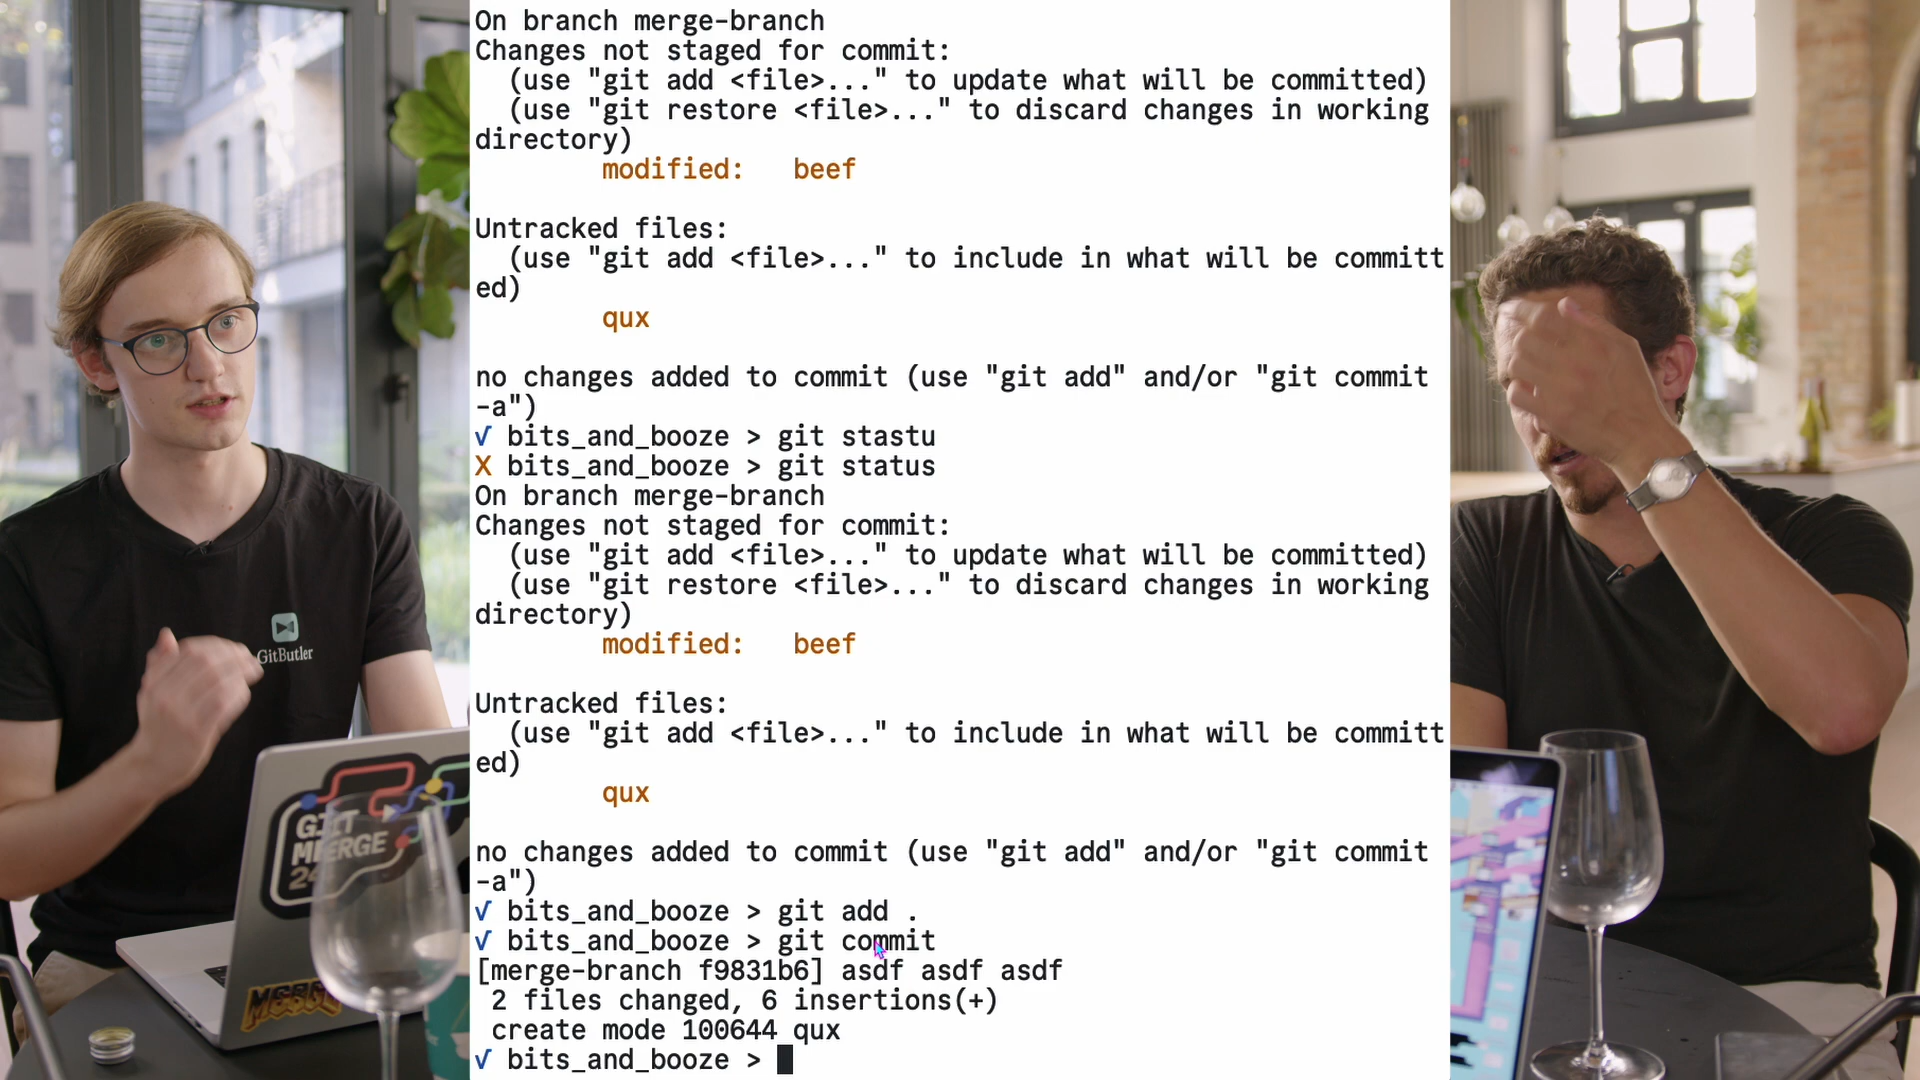 On branch merge-branch
Changes not staged for commit:
(use "git add <file>..." to update what will be committed)
(use "git restore <file>..." to discard changes in working
directory)
modified: beef
Untracked files:
(use "git add <file>..." to include in what will be committ
ed)
qux
no changes added to commit (use "git add" and/or "git commit
-a")
√ bits_and_booze > git stastu
X bits_and_booze > git status
On branch merge-branch
Changes not staged for commit:
(use "git add <file>..." to update what will be committed)
(use "git restore <file>..." to discard changes in working
directory)
modified: beef
Untracked files:
(use "git add <file>..." to include in what will be committ
ed)
qux
no changes added to commit (use "git add" and/or "git commit
-a")
√ bits_and_booze > git add .
√ bits_and_booze > git commit
[merge-branch f9831b6] asdf asdf asdf
2 files changed, 6 insertions(+)
create mode 100644 qux
√ bits_and_booze >
GitButler
GIT
MERGE